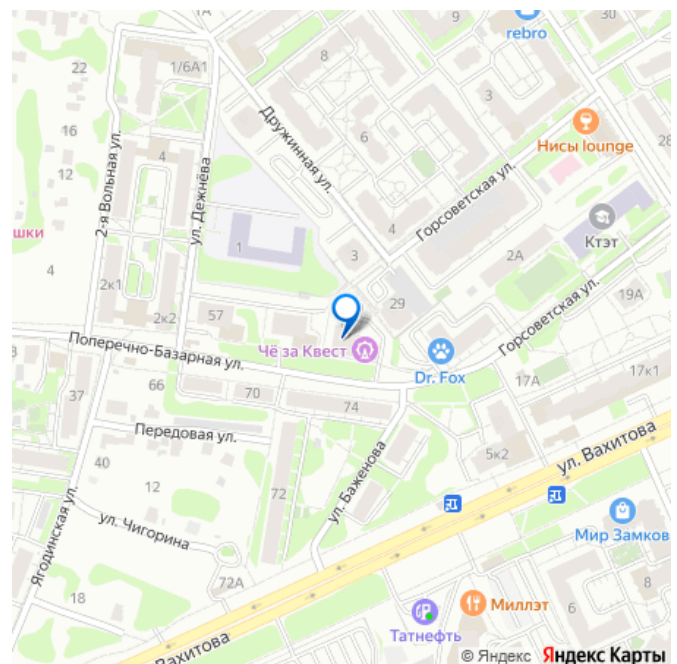 1А
9
rebro
22
1/6А1
8
3
Дружинная ул.
16
6
Нисы lounge
28
12
4
2-я Вольная ул.
ул. Дежнёва
4
Горсоветская ул.
Ктэт
шки
1
3
2А
4
2к1
19А
29
2к2
57
Горсоветская ул.
Поперечно-Базарная ул.
Чё за Квест
Dr. Fox
66
17А
17к1
37
70
74
Передовая ул.
5к2
ул. Вахитова
40
12
72
ул. Баженова
Ягодинская ул.
ул. Чигорина
Мир Замков
72А
18
Миллэт
6
8
Татнефть
Вахитова
© Яндекс Яндекс Карты